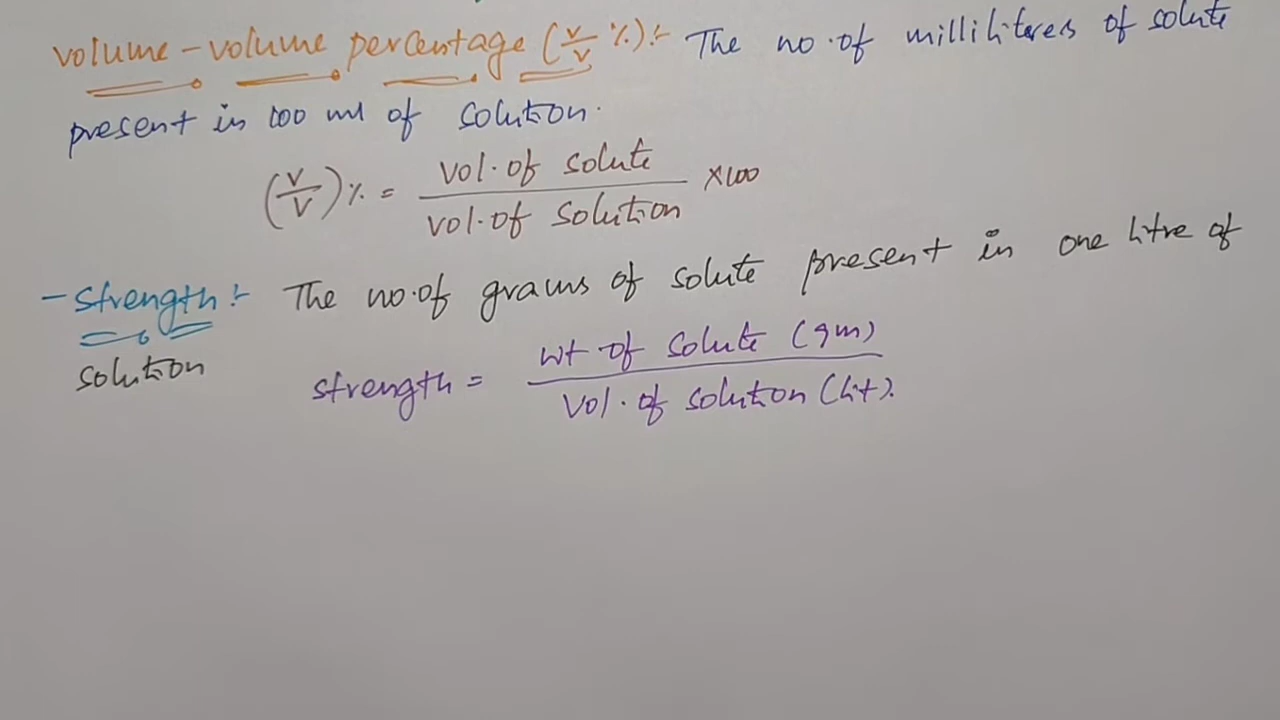 volume-volume percentage (v/v %):- The no.of milliliteres of solute
present in 100 ml of solution.
(v/v)% = vol.of solute / vol.of solution ×100
- Strength:- The no.of grams of solute present in one litre of
solution
strength = wt of solute (gm) / Vol. of solution (lit).